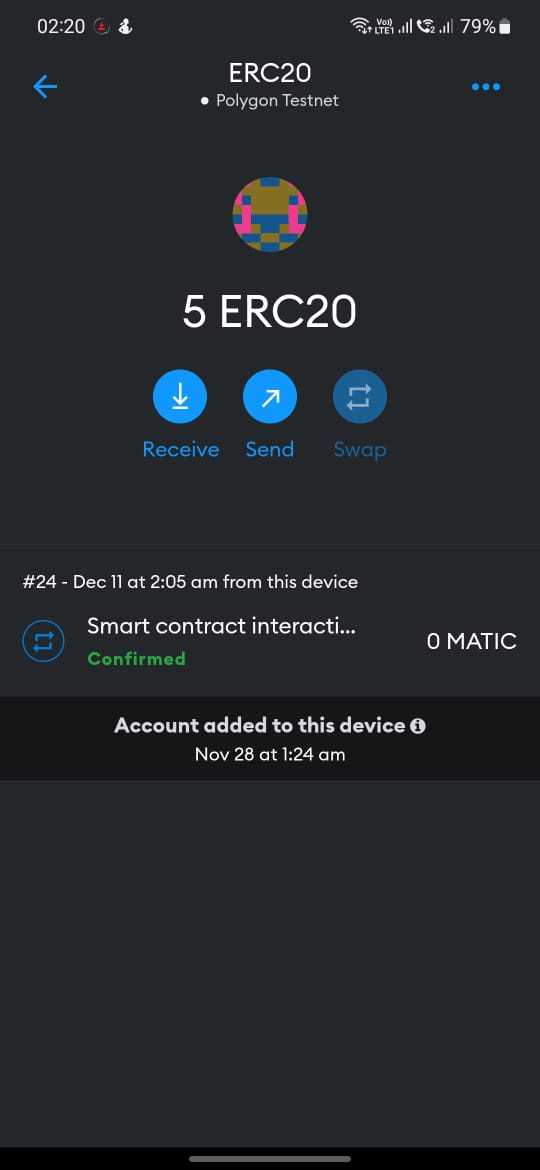 02:20 Vo) LTE1 2 79%
ERC20
Polygon Testnet
5 ERC20
Receive Send Swap
#24 - Dec 11 at 2:05 am from this device
Smart contract interacti...
0 MATIC
Confirmed
Account added to this device
Nov 28 at 1:24 am